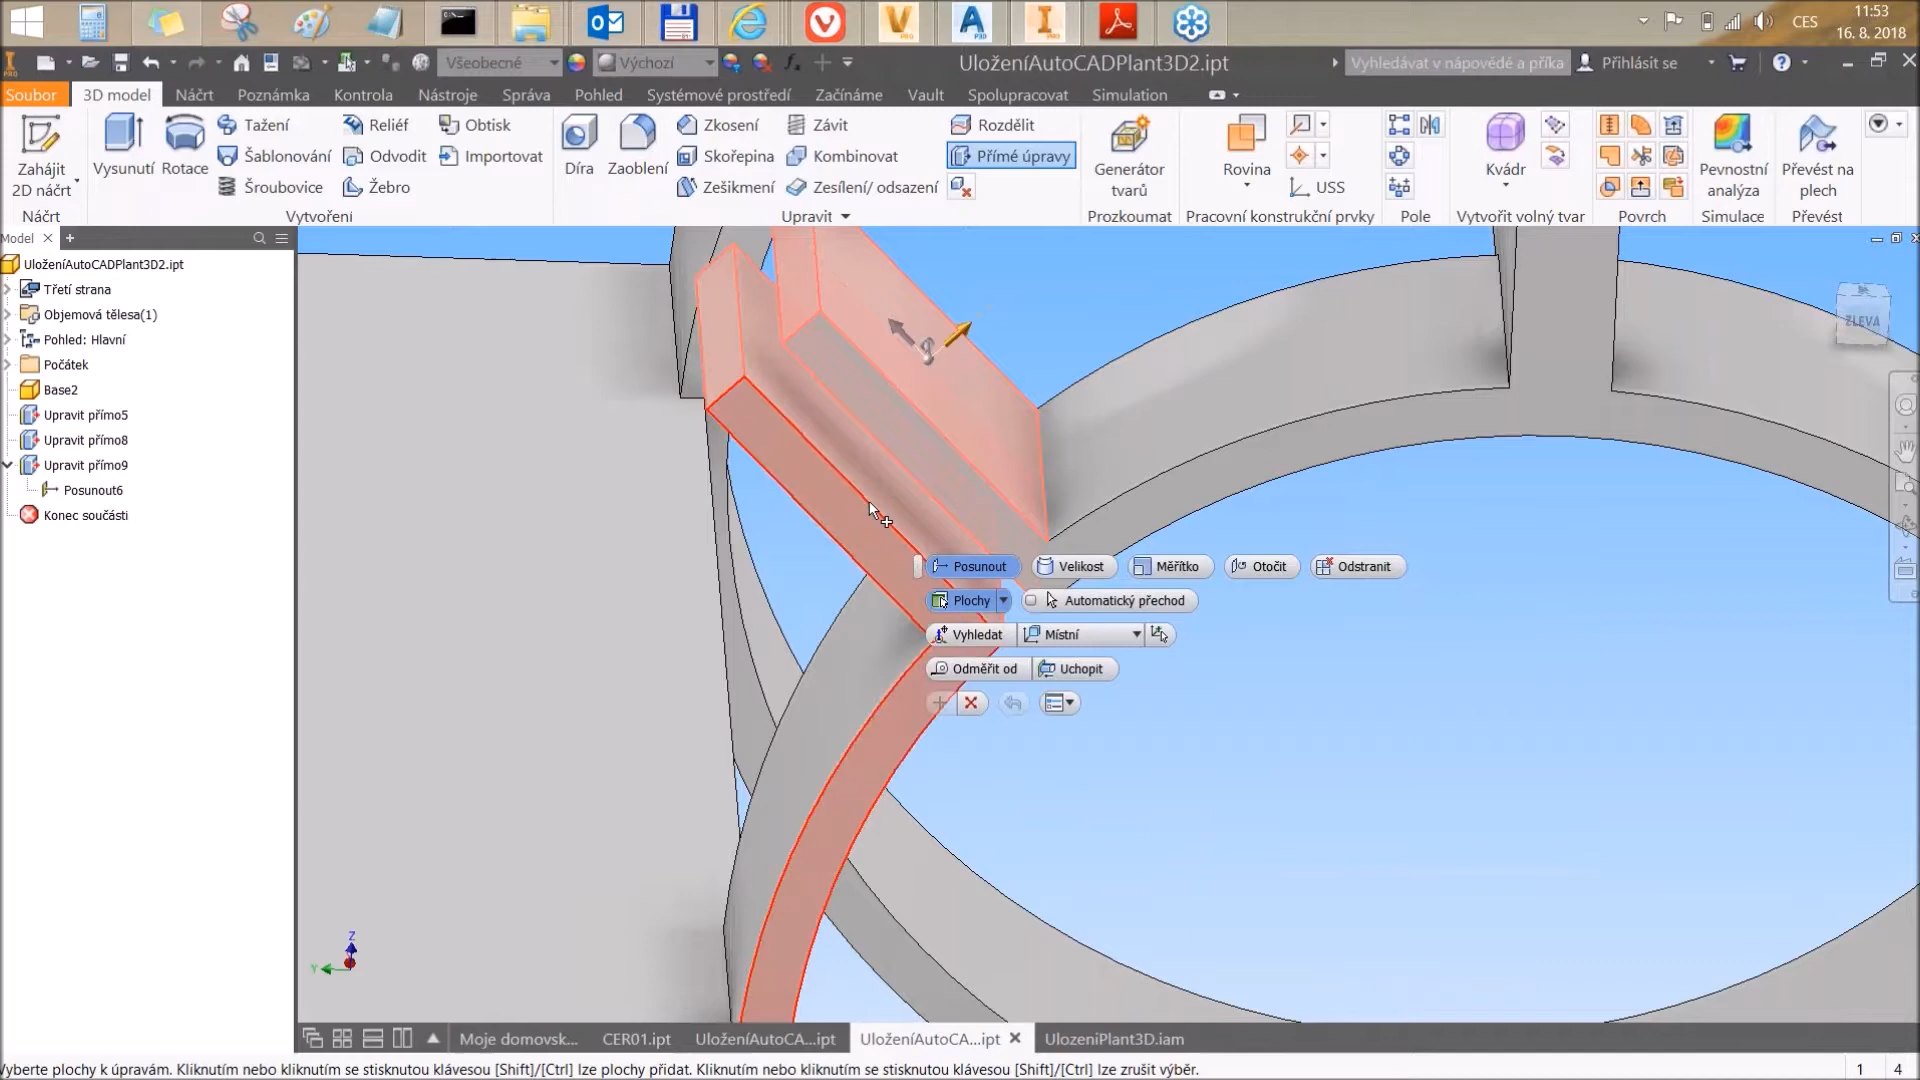 CES
11:53
16. 8. 2018
PRO
Všeobecné
Výchozí
UloženíAutoCADPlant3D2.ipt
Vyhledávat v nápovědě a příka
Přihlásit se
Soubor
3D model
Náčrt
Poznámka
Kontrola
Nástroje
Správa
Pohled
Systémové prostředí
Začínáme
Vault
Spolupracovat
Simulation
Zahájit
2D náčrt
Náčrt
Vysunutí
Rotace
Tažení
Šablonování
Šroubovice
Reliéf
Odvodit
Žebro
Obtisk
Importovat
Vytvoření
Díra
Zaoblení
Zkosení
Skořepina
Zešikmení
Závit
Kombinovat
Zesílení/ odsazení
Rozdělit
Přímé úpravy
Upravit
Generátor
tvarů
Prozkoumat
Rovina
USS
Pracovní konstrukční prvky
Pole
Kvádr
Vytvořit volný tvar
Povrch
Pevnostní
analýza
Simulace
Převést na
plech
Převést
Model
UloženíAutoCADPlant3D2.ipt
Třetí strana
Objemová tělesa(1)
Pohled: Hlavní
Počátek
Base2
Upravit přímo5
Upravit přímo8
Upravit přímo9
Posunout6
Konec součásti
ZLEVA
Posunout
Velikost
Měřítko
Otočit
Odstranit
Plochy
Automatický přechod
Vyhledat
Místní
Odměřit od
Uchopit
Z
Y
Moje domovsk...
CER01.ipt
UloženíAutoCA...ipt
UloženíAutoCA...ipt
UlozeniPlant3D.iam
Vyberte plochy k úpravám. Kliknutím nebo kliknutím se stisknutou klávesou [Shift]/[Ctrl] lze plochy přidat. Kliknutím nebo kliknutím se stisknutou klávesou [Shift]/[Ctrl] lze zrušit výběr.
1
4